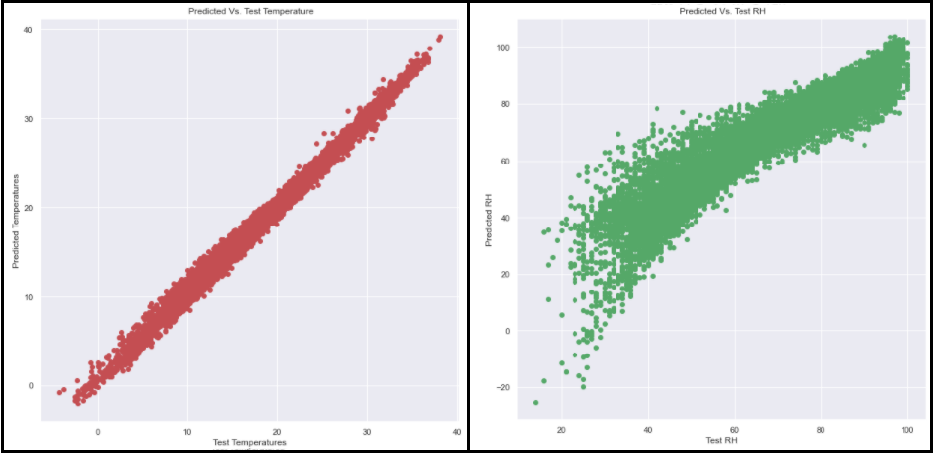 Predicted Vs. Test Temperature
40
30
20
10
0
Predicted Temperatures
0 10 20 30 40
Test Temperatures
Predicted Vs. Test RH
100
80
60
40
20
0
−20
Predicted RH
20 40 60 80 100
Test RH